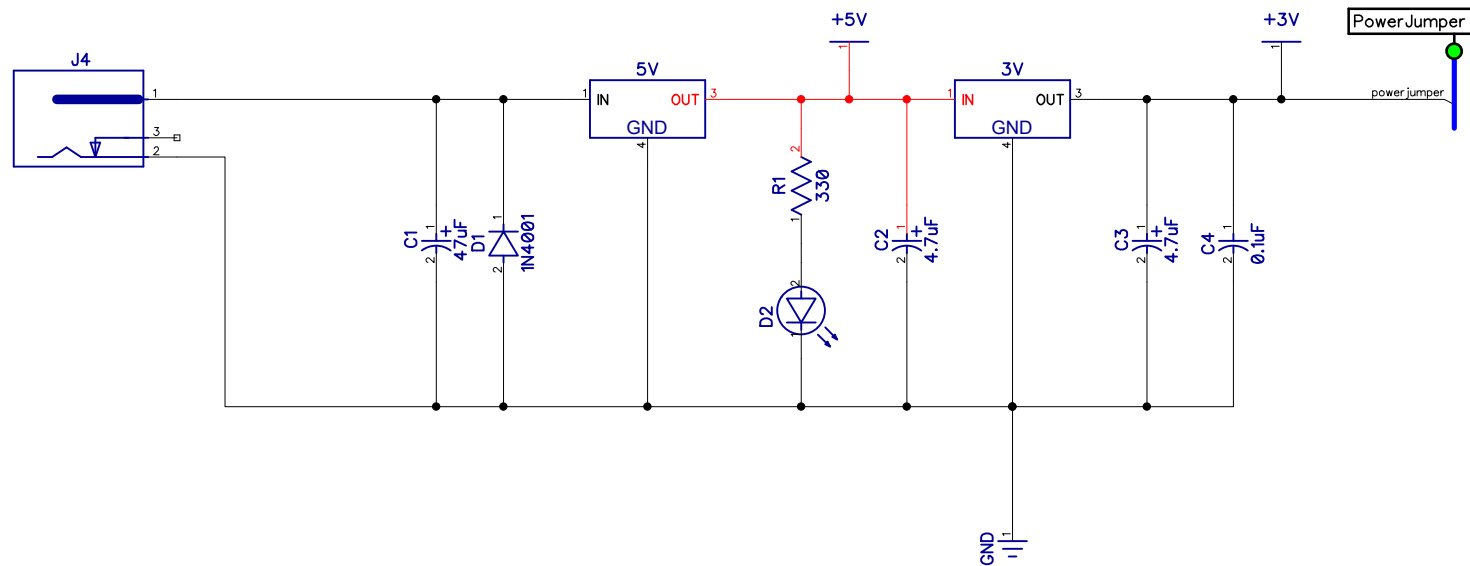 +5V
+3V
PowerJumper
J4
5V
3V
1
1
1
3
1
3
1
IN
OUT
IN
OUT
powerjumper
GND
GND
3
2
4
4
2
R1
330
1
1
C1
+
47uF
2
1
D1
1N4001
2
1
C2
+
4.7uF
2
1
C3
+
4.7uF
2
1
C4
0.1uF
2
2
D2
1
1
GND